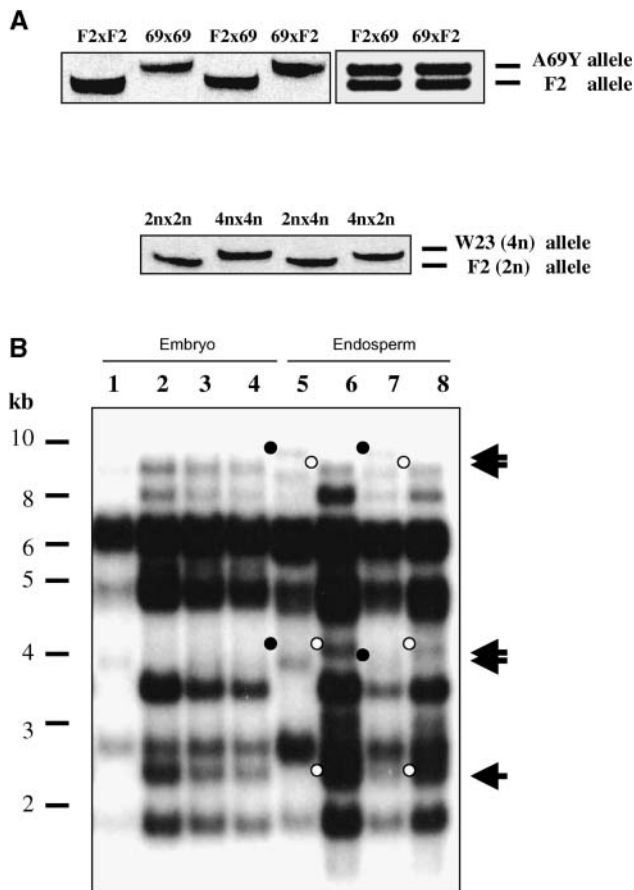 A
F2xF2 69x69 F2x69 69xF2 F2x69 69xF2
A69Y allele
F2 allele
2nx2n 4nx4n 2nx4n 4nx2n
W23 (4n) allele
F2 (2n) allele
B
Embryo Endosperm
1 2 3 4 5 6 7 8
kb
10
8
6
5
4
3
2